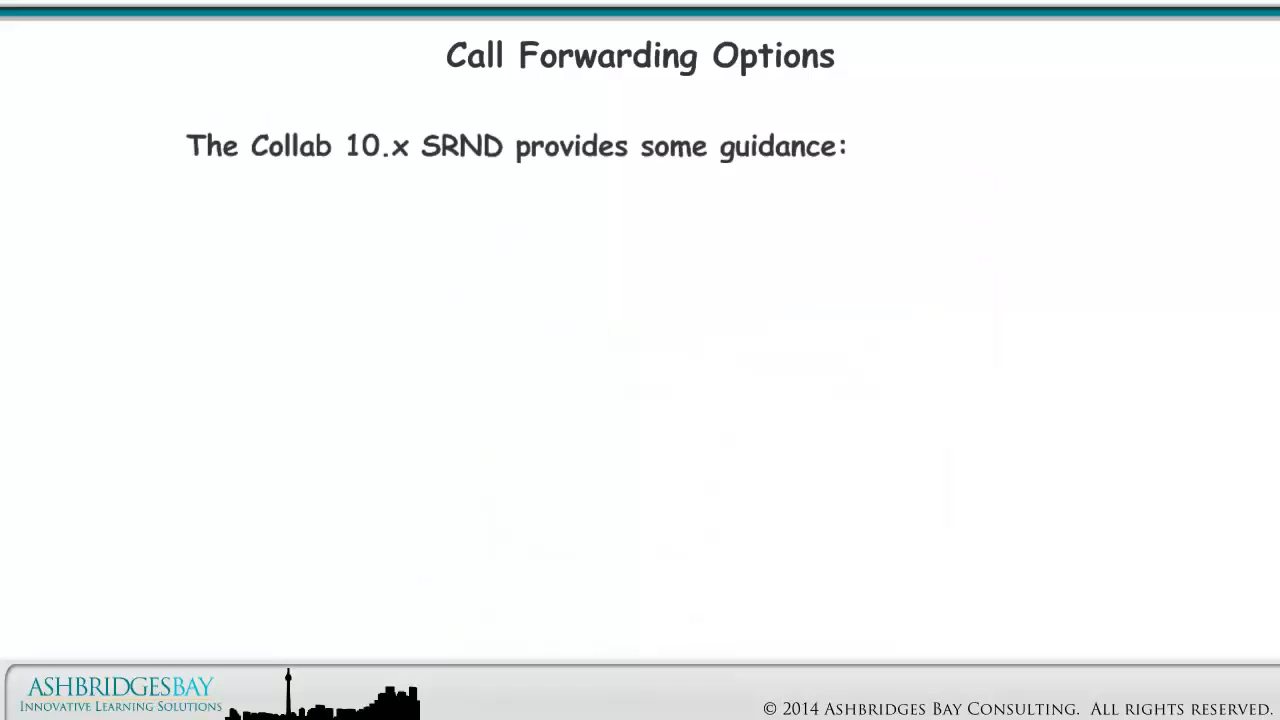 Call Forwarding Options
The Collab 10.x SRND provides some guidance:
ASHBRIDGESBAY
INNOVATIVE LEARNING SOLUTIONS
© 2014 ASHBRIDGES BAY CONSULTING. ALL RIGHTS RESERVED.